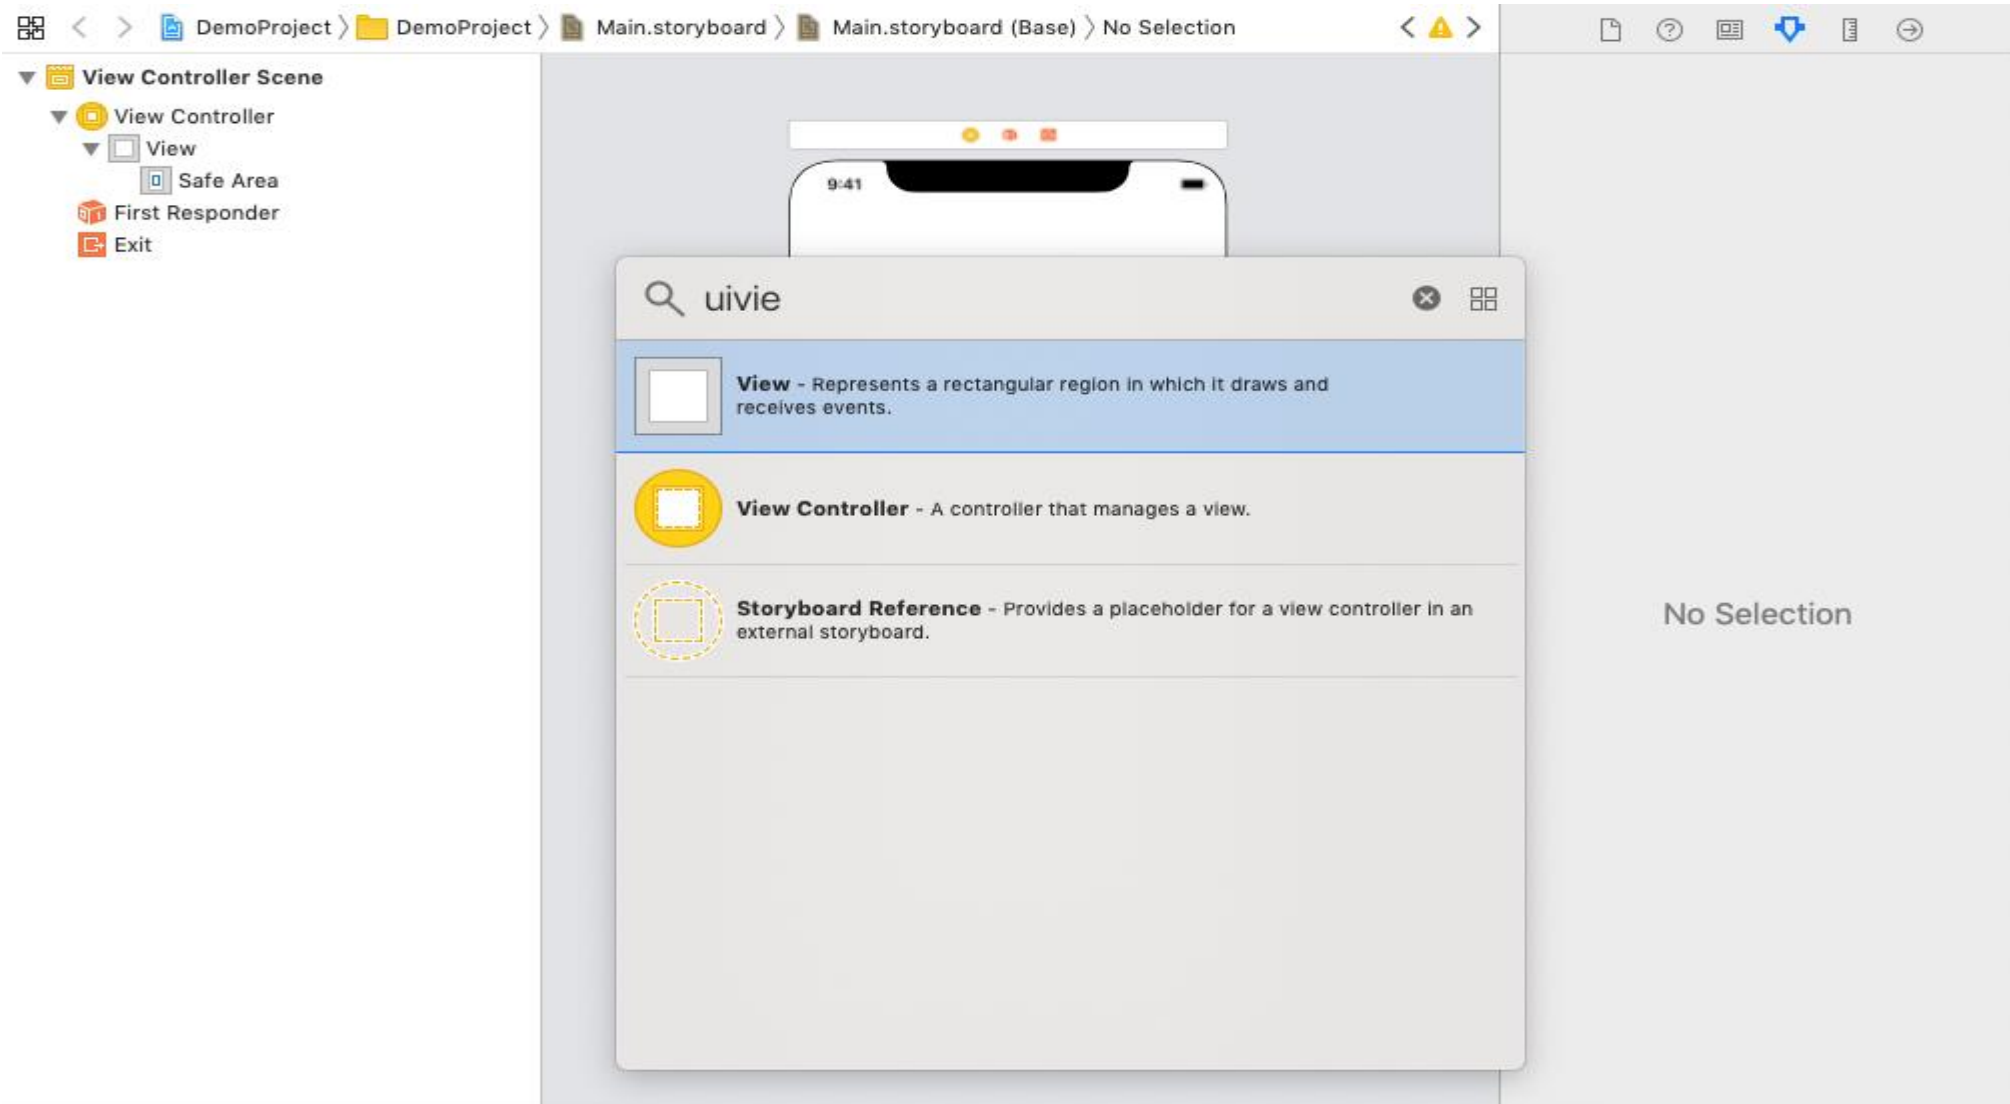 DemoProject DemoProject Main.storyboard Main.storyboard (Base) No Selection
View Controller Scene
View Controller
View
Safe Area
First Responder
Exit
9:41
uivie
View - Represents a rectangular region in which it draws and
receives events.
View Controller - A controller that manages a view.
Storyboard Reference - Provides a placeholder for a view controller in an
external storyboard.
No Selection